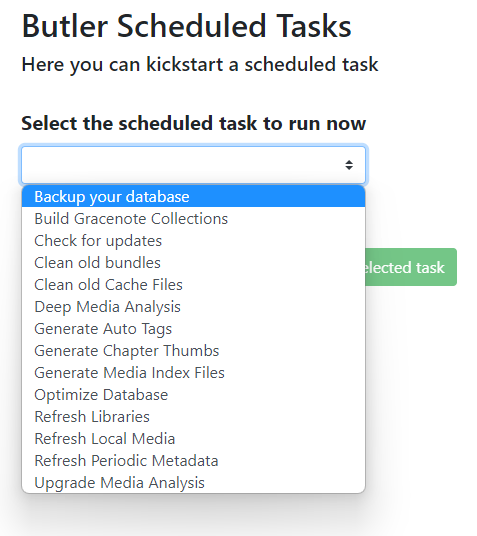 Butler Scheduled Tasks
Here you can kickstart a scheduled task
Select the scheduled task to run now
Backup your database
Build Gracenote Collections
Check for updates
Clean old bundles
Clean old Cache Files
Deep Media Analysis
Generate Auto Tags
Generate Chapter Thumbs
Generate Media Index Files
Optimize Database
Refresh Libraries
Refresh Local Media
Refresh Periodic Metadata
Upgrade Media Analysis
elected task